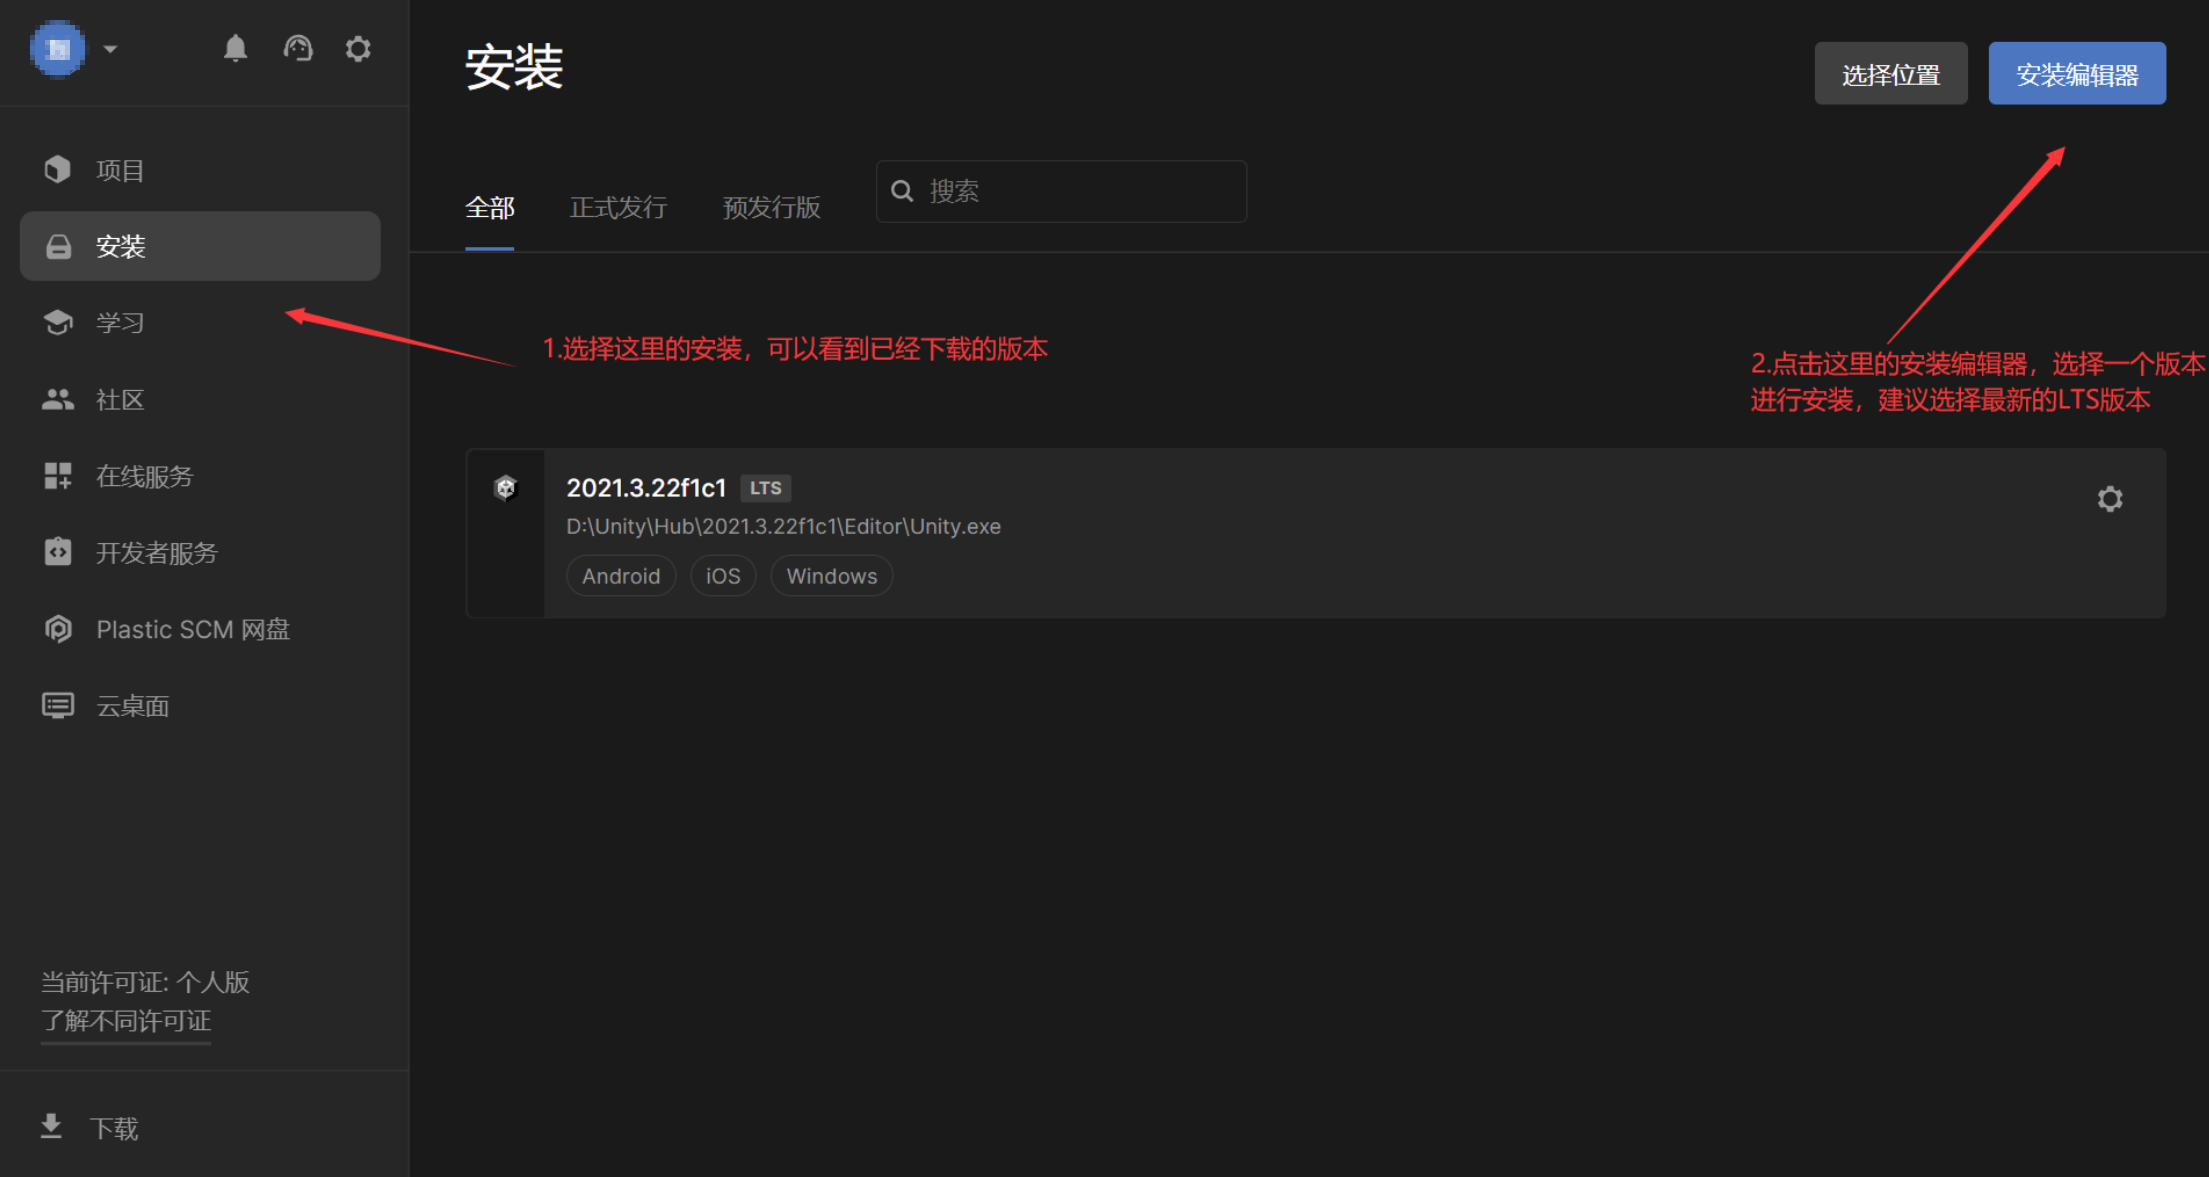 项目
安装
学习
社区
在线服务
开发者服务
Plastic SCM 网盘
云桌面
当前许可证: 个人版
了解不同许可证
下载
安装
选择位置
安装编辑器
全部
正式发行
预发行版
搜索
1.选择这里的安装，可以看到已经下载的版本
2.点击这里的安装编辑器，选择一个版本
进行安装，建议选择最新的LTS版本
2021.3.22f1c1 LTS
D:\Unity\Hub\2021.3.22f1c1\Editor\Unity.exe
Android
iOS
Windows